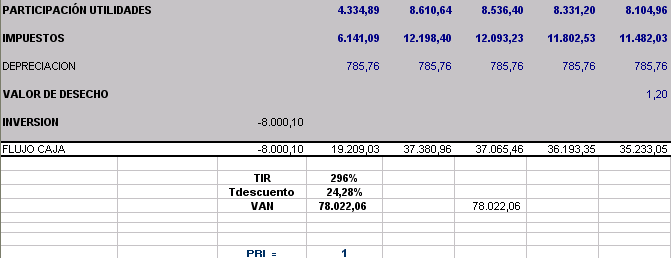 PARTICIPACIÓN UTILIDADES 4.334,89 8.610,64 8.536,40 8.331,20 8.104,96
IMPUESTOS 6.141,09 12.198,40 12.093,23 11.802,53 11.482,03
DEPRECIACION 785,76 785,76 785,76 785,76 785,76
VALOR DE DESECHO 1,20
INVERSION -8.000,10
FLUJO CAJA -8.000,10 19.209,03 37.380,96 37.065,46 36.193,35 35.233,05
TIR 296%
Tdescuento 24,28%
VAN 78.022,06 78.022,06
PRI = 1